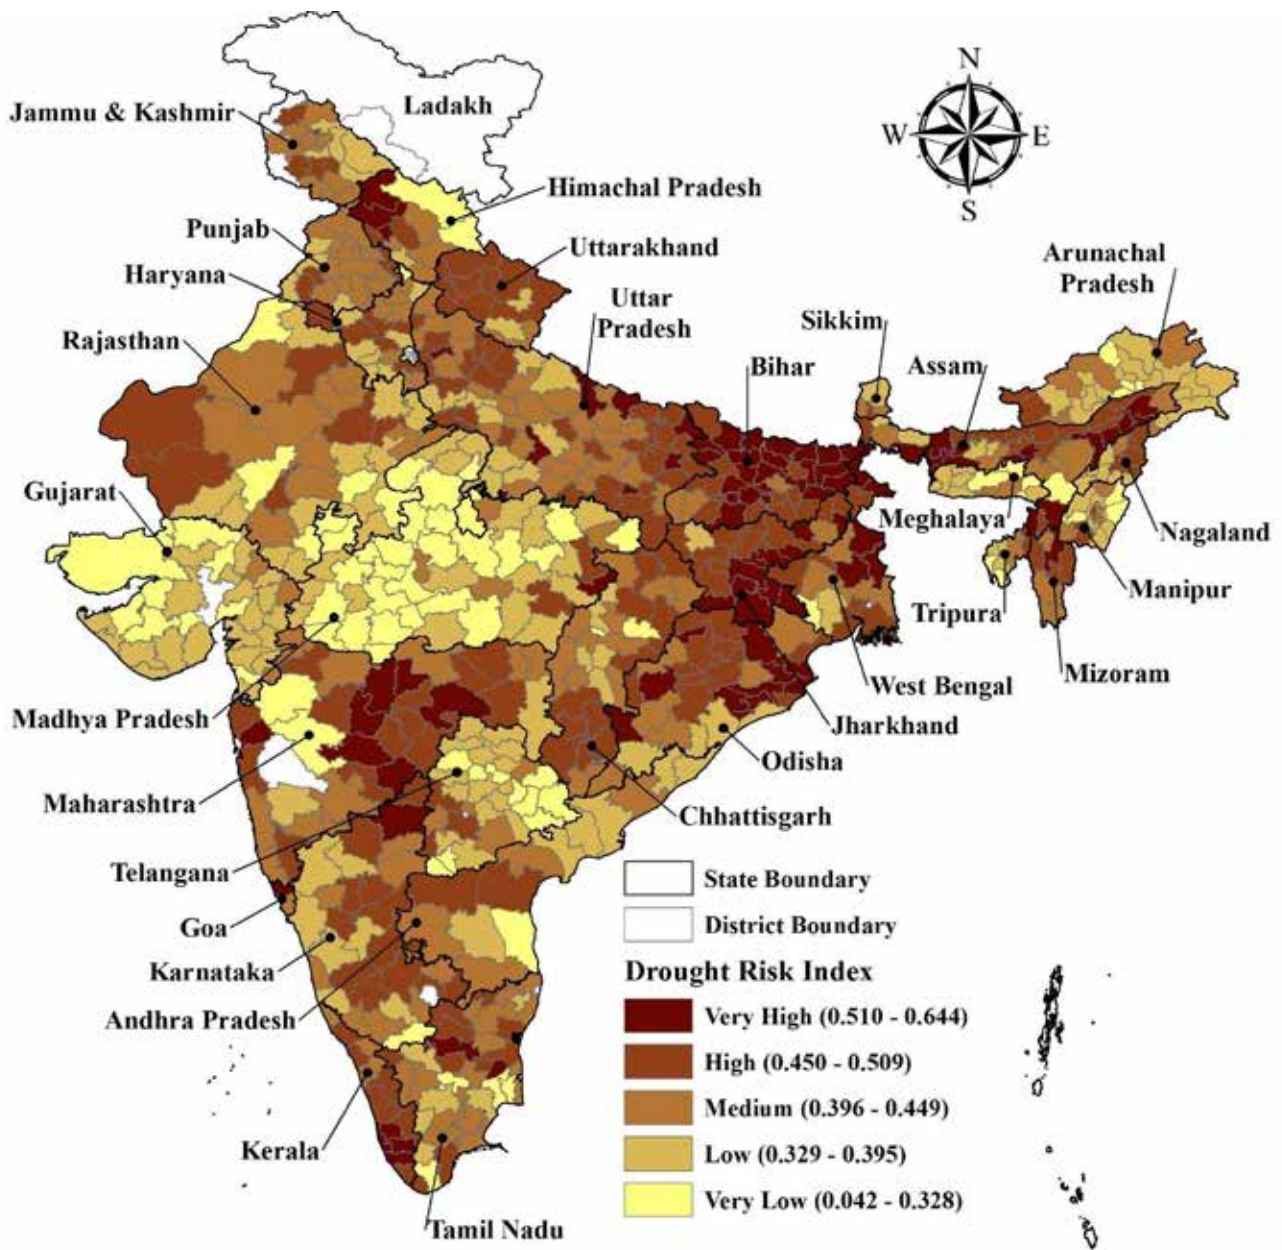 N
W
E
S
Ladakh
Jammu & Kashmir
Himachal Pradesh
Punjab
Uttarakhand
Haryana
Arunachal
Pradesh
Uttar
Pradesh
Sikkim
Rajasthan
Bihar
Assam
Gujarat
Meghalaya
Nagaland
Manipur
Tripura
Mizoram
West Bengal
Madhya Pradesh
Jharkhand
Odisha
Maharashtra
Chhattisgarh
Telangana
Goa
Karnataka
Andhra Pradesh
Kerala
Tamil Nadu
State Boundary
District Boundary
Drought Risk Index
Very High (0.510 - 0.644)
High (0.450 - 0.509)
Medium (0.396 - 0.449)
Low (0.329 - 0.395)
Very Low (0.042 - 0.328)